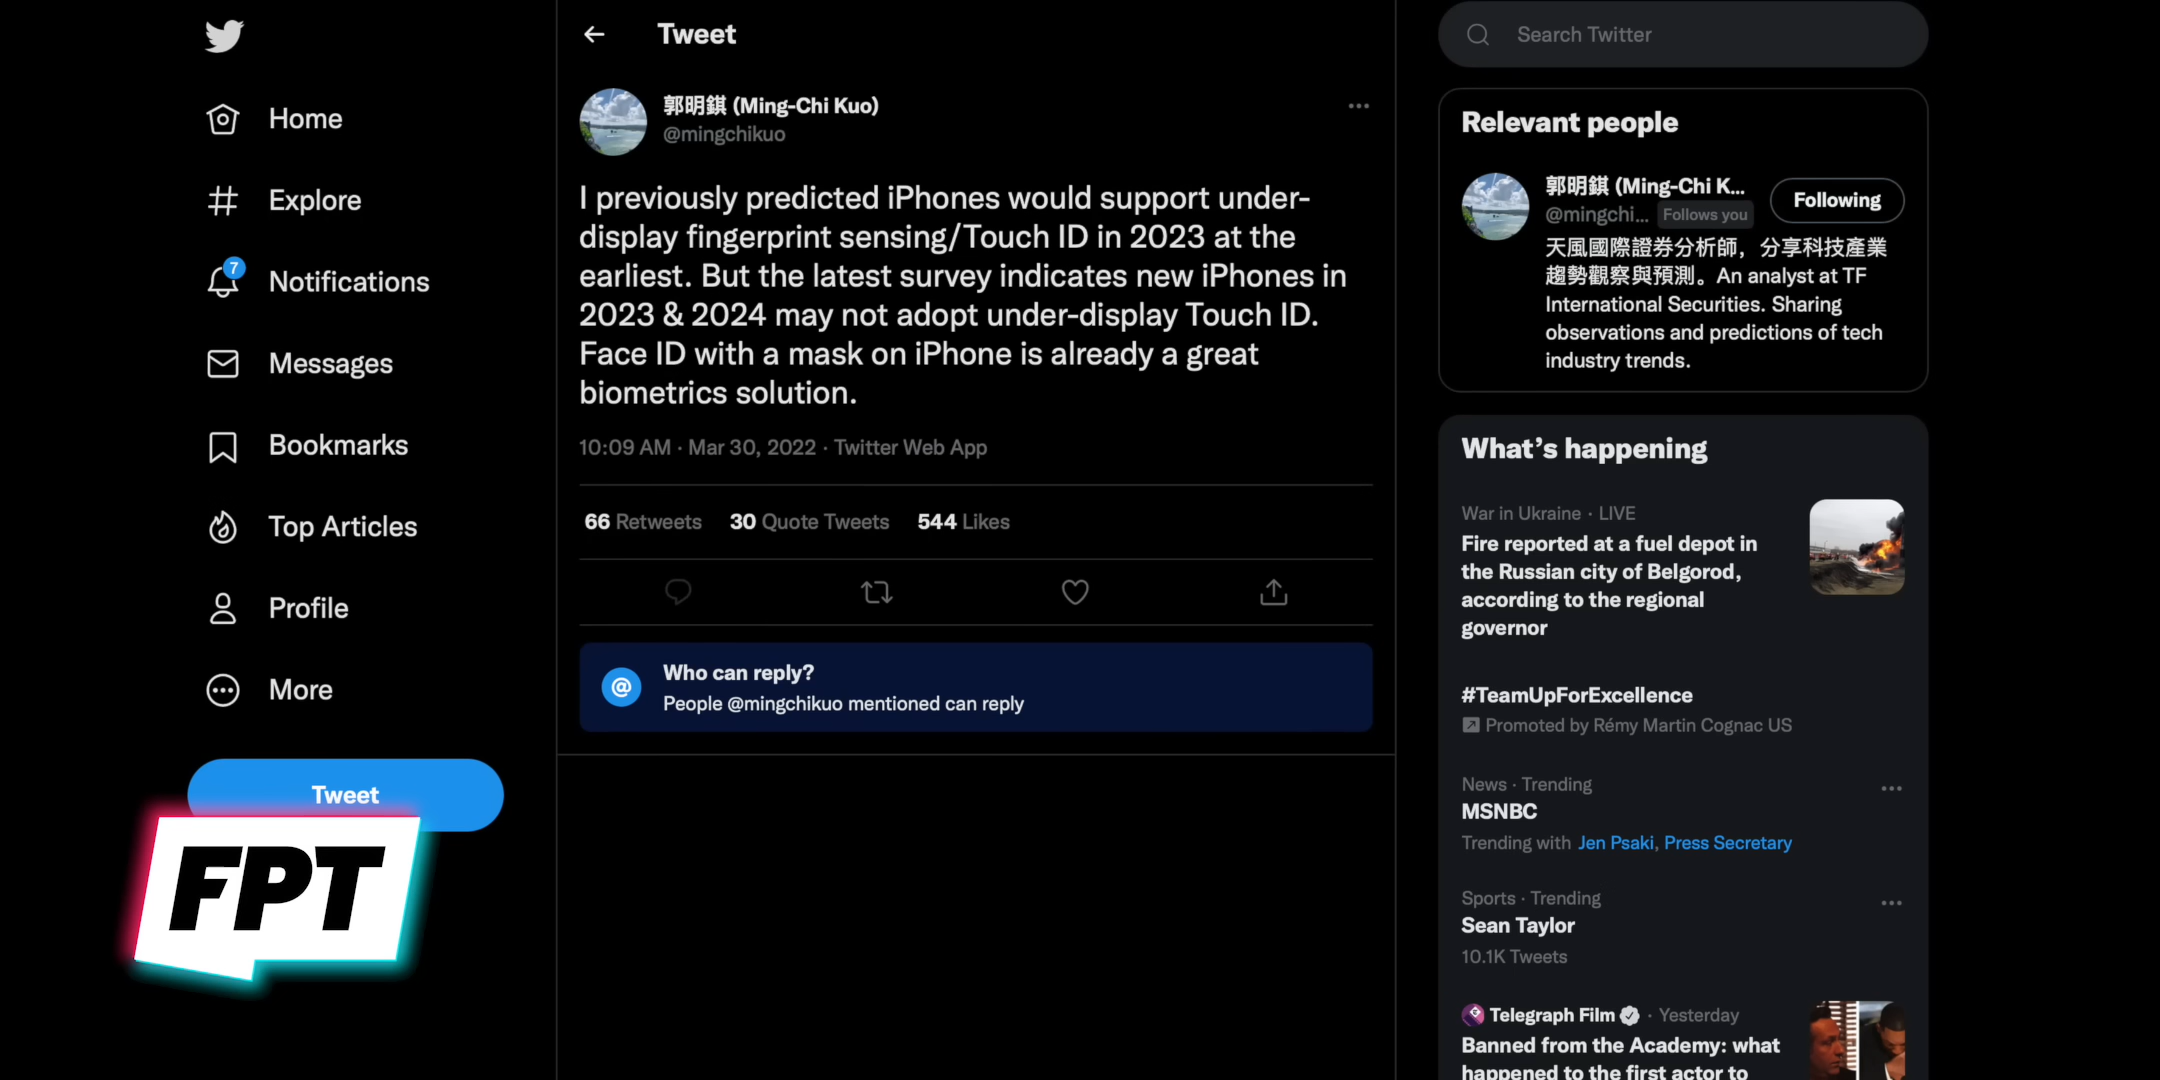 Home
Explore
7
Notifications
Messages
Bookmarks
Top Articles
Profile
More
Tweet
FPT
Tweet
郭明錤 (Ming-Chi Kuo)
@mingchikuo
I previously predicted iPhones would support under-
display fingerprint sensing/Touch ID in 2023 at the
earliest. But the latest survey indicates new iPhones in
2023 & 2024 may not adopt under-display Touch ID.
Face ID with a mask on iPhone is already a great
biometrics solution.
10:09 AM · Mar 30, 2022 · Twitter Web App
66 Retweets 30 Quote Tweets 544 Likes
@
Who can reply?
People @mingchikuo mentioned can reply
Search Twitter
Relevant people
郭明錤 (Ming-Chi K...
@mingchi... Follows you
Following
天風國際證券分析師，分享科技產業
趨勢觀察與預測。An analyst at TF
International Securities. Sharing
observations and predictions of tech
industry trends.
What's happening
War in Ukraine · LIVE
Fire reported at a fuel depot in
the Russian city of Belgorod,
according to the regional
governor
#TeamUpForExcellence
Promoted by Rémy Martin Cognac US
News · Trending
MSNBC
Trending with Jen Psaki, Press Secretary
Sports · Trending
Sean Taylor
10.1K Tweets
Telegraph Film · Yesterday
Banned from the Academy: what
happened to the first actor to